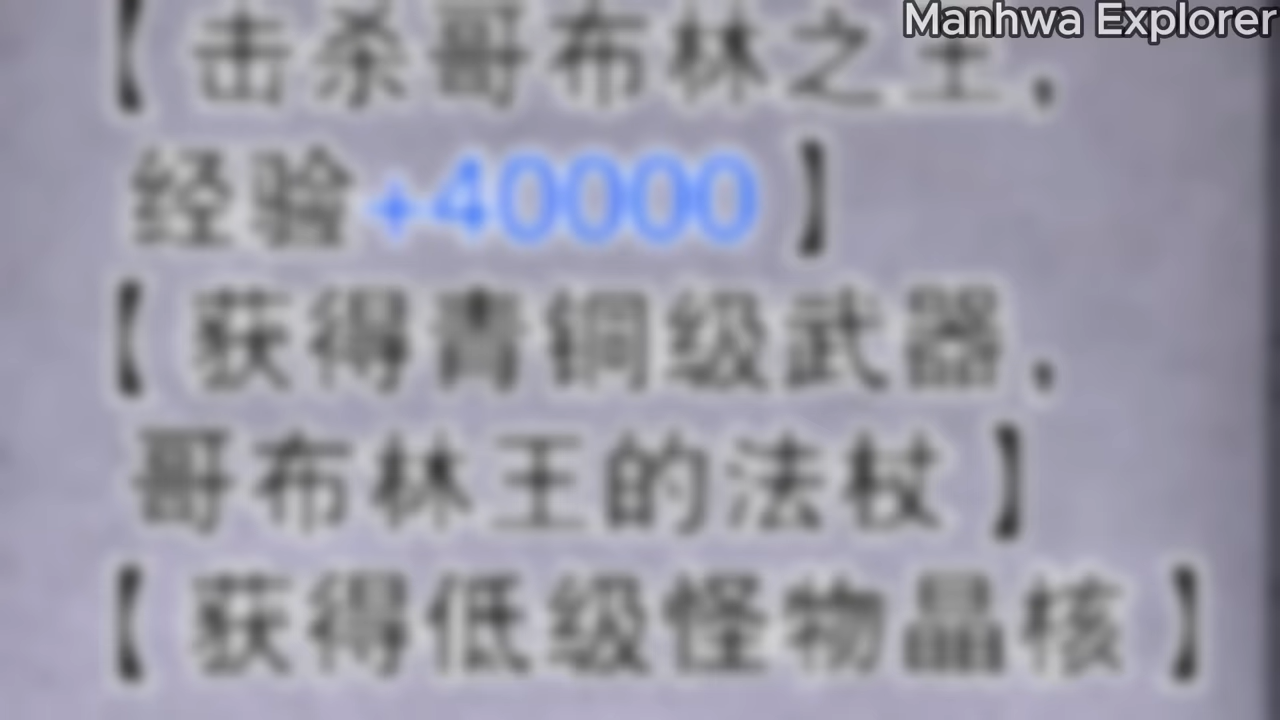 Manhwa Explorer
【击杀哥布林之王，
经验+40000】
【获得青铜级武器，
哥布林王的法杖】
【获得低级怪物晶核】